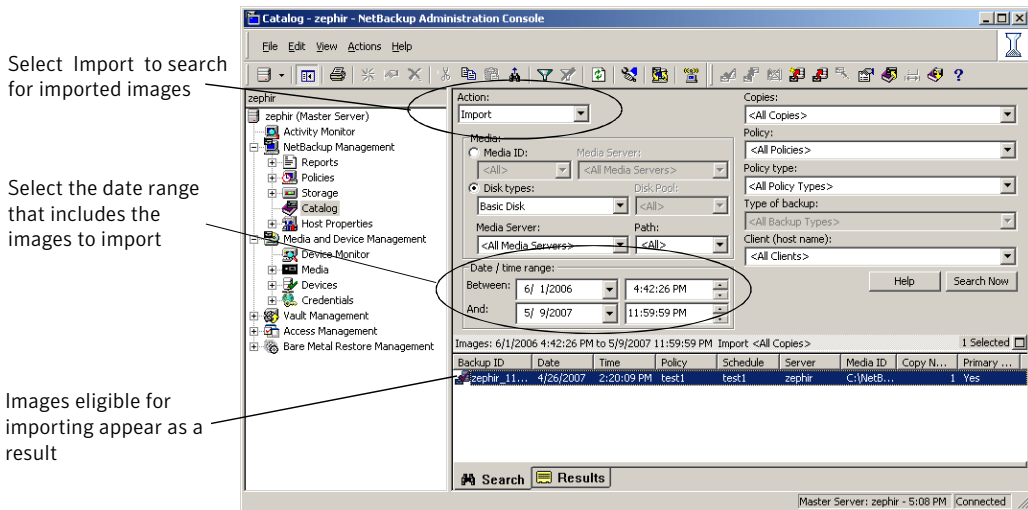 Catalog - zephir - NetBackup Administration Console
File Edit View Actions Help
Select Import to search
for imported images
Select the date range
that includes the
images to import
Images eligible for
importing appear as a
result
zephir
zephir (Master Server)
Activity Monitor
NetBackup Management
Reports
Policies
Storage
Catalog
Host Properties
Media and Device Management
Device Monitor
Media
Devices
Credentials
Vault Management
Access Management
Bare Metal Restore Management
Action:
Import
Media:
Media ID: Media Server:
<All> <All Media Servers>
Disk types: Disk Pool:
Basic Disk <All>
Media Server: Path:
<All Media Servers> <All>
Date / time range:
Between: 6/ 1/2006 4:42:26 PM
And: 5/ 9/2007 11:59:59 PM
Copies:
<All Copies>
Policy:
<All Policies>
Policy type:
<All Policy Types>
Type of backup:
<All Backup Types>
Client (host name):
<All Clients>
Help Search Now
Images: 6/1/2006 4:42:26 PM to 5/9/2007 11:59:59 PM Import <All Copies> 1 Selected
Backup ID Date Time Policy Schedule Server Media ID Copy N... Primary ...
zephir_11... 4/26/2007 2:20:09 PM test1 test1 zephir C:\NetB... 1 Yes
Search Results
Master Server: zephir - 5:08 PM Connected